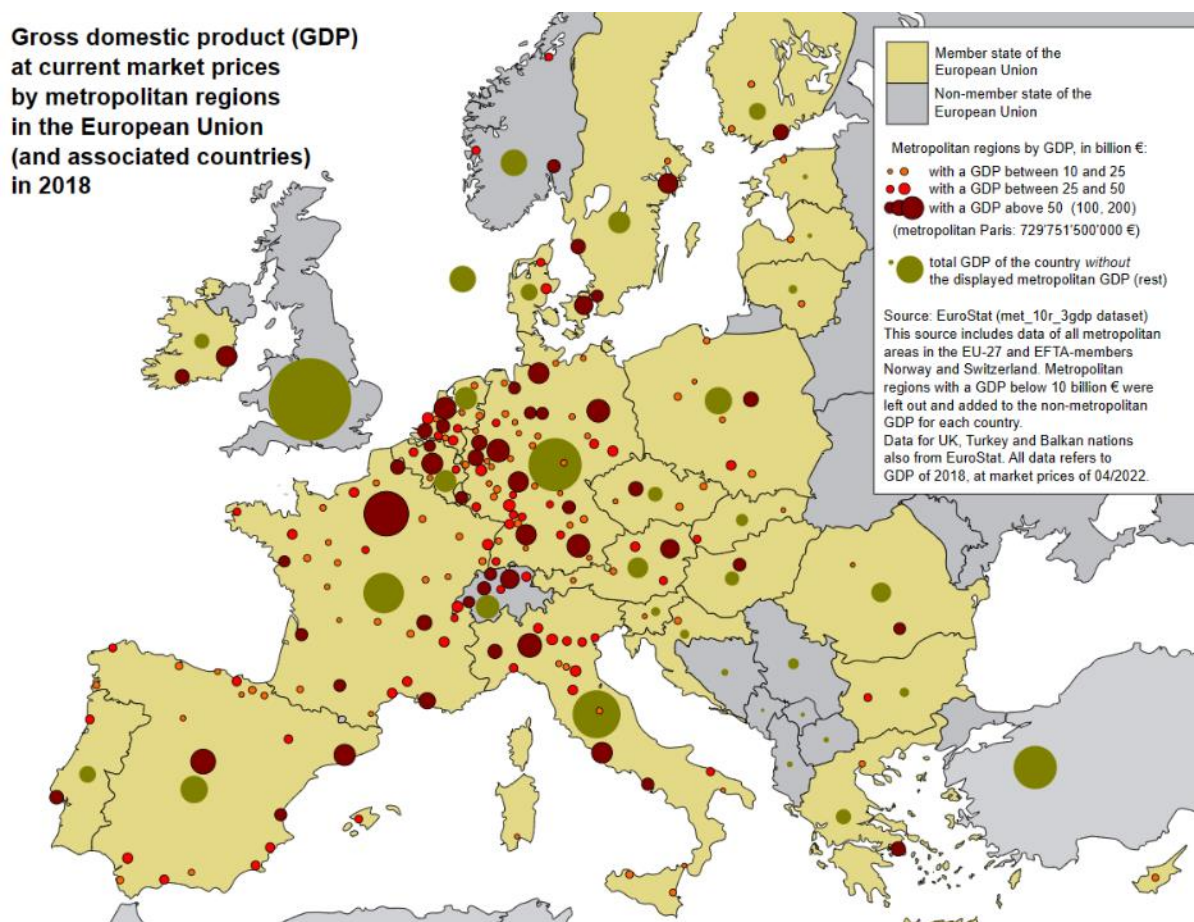 Gross domestic product (GDP)
at current market prices
by metropolitan regions
in the European Union
(and associated countries)
in 2018
Member state of the
European Union
Non-member state of the
European Union
Metropolitan regions by GDP, in billion €:
with a GDP between 10 and 25
with a GDP between 25 and 50
with a GDP above 50 (100, 200)
(metropolitan Paris: 729'751'500'000 €)
total GDP of the country without
the displayed metropolitan GDP (rest)
Source: EuroStat (met_10r_3gdp dataset)
This source includes data of all metropolitan
areas in the EU-27 and EFTA-members
Norway and Switzerland. Metropolitan
regions with a GDP below 10 billion € were
left out and added to the non-metropolitan
GDP for each country.
Data for UK, Turkey and Balkan nations
also from EuroStat. All data refers to
GDP of 2018, at market prices of 04/2022.